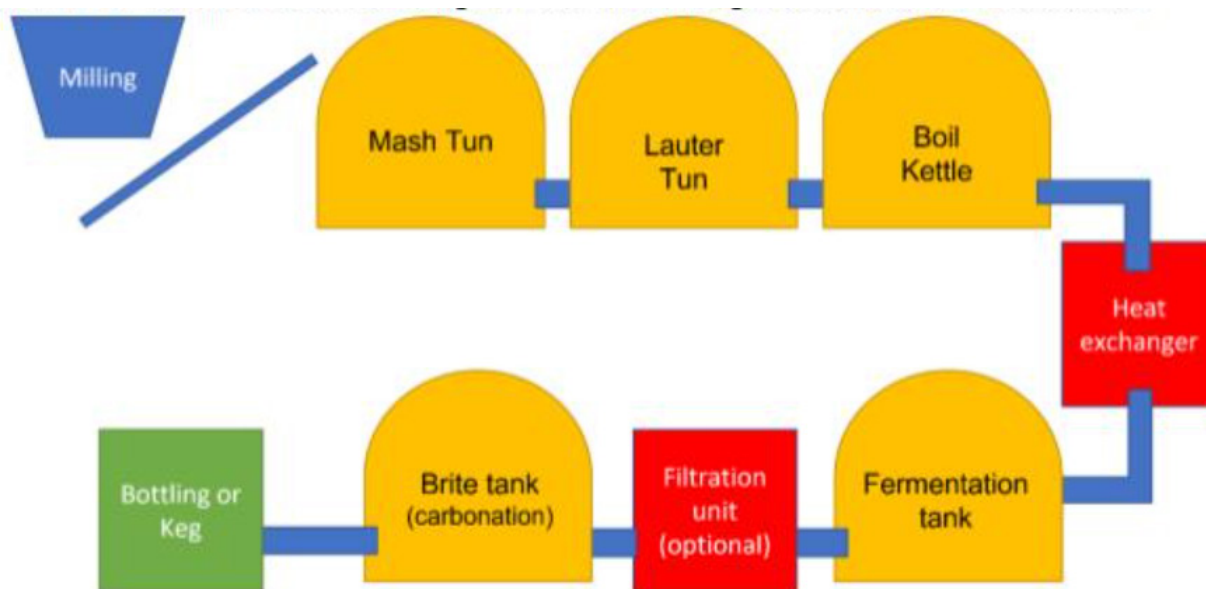 Milling
Mash Tun
Lauter
Tun
Boil
Kettle
Heat
exchanger
Fermentation
tank
Filtration
unit
(optional)
Brite tank
(carbonation)
Bottling or
Keg